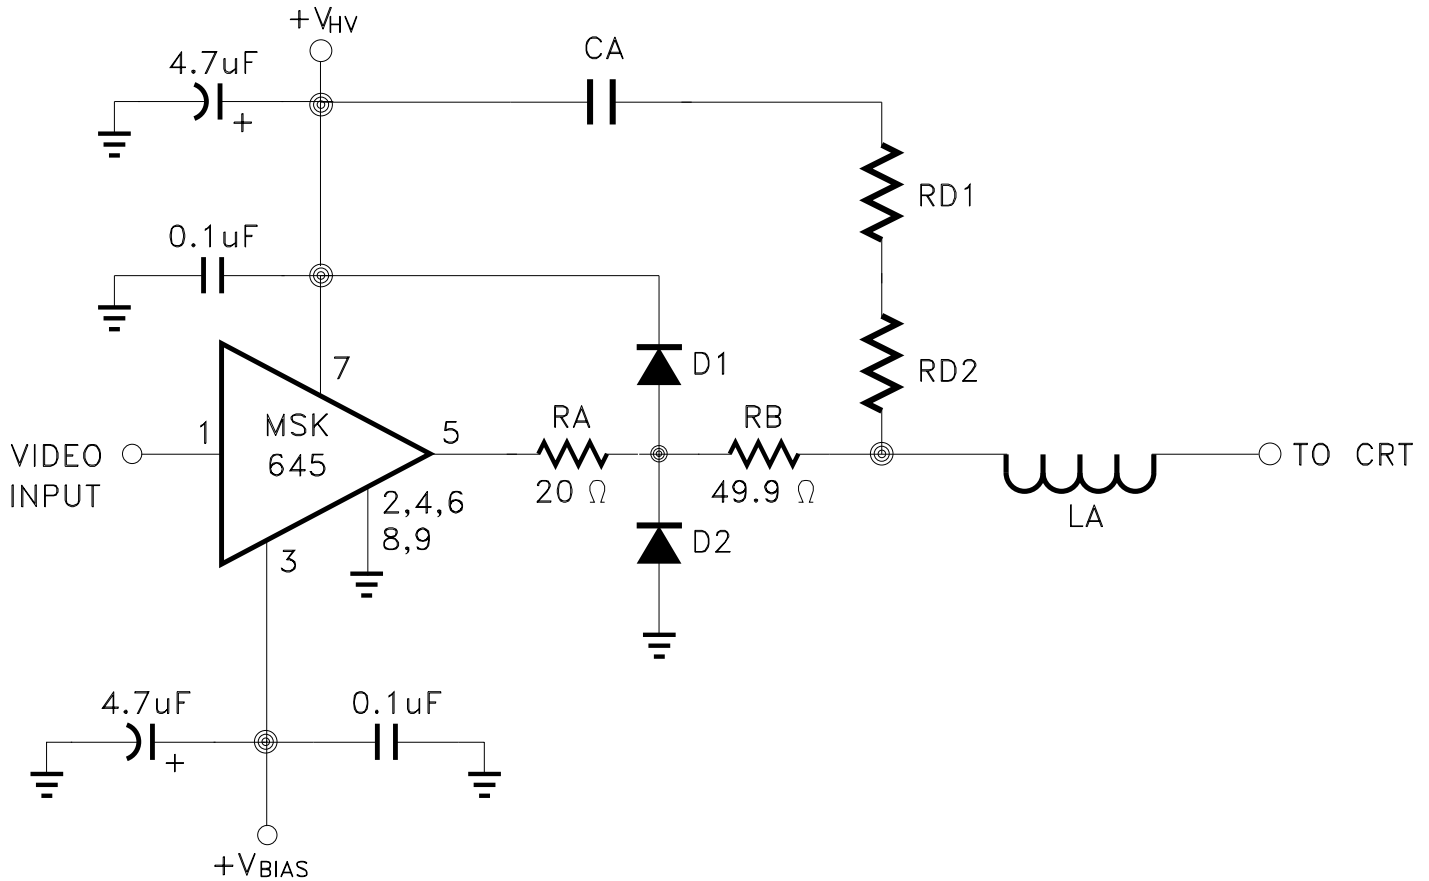 +VHV
4.7uF
+
CA
RD1
0.1uF
7
D1
RD2
1
MSK
645
5
RA
RB
VIDEO
INPUT
TO CRT
20 Ω
49.9 Ω
2,4,6
8,9
LA
3
D2
4.7uF
+
0.1uF
+VBIAS